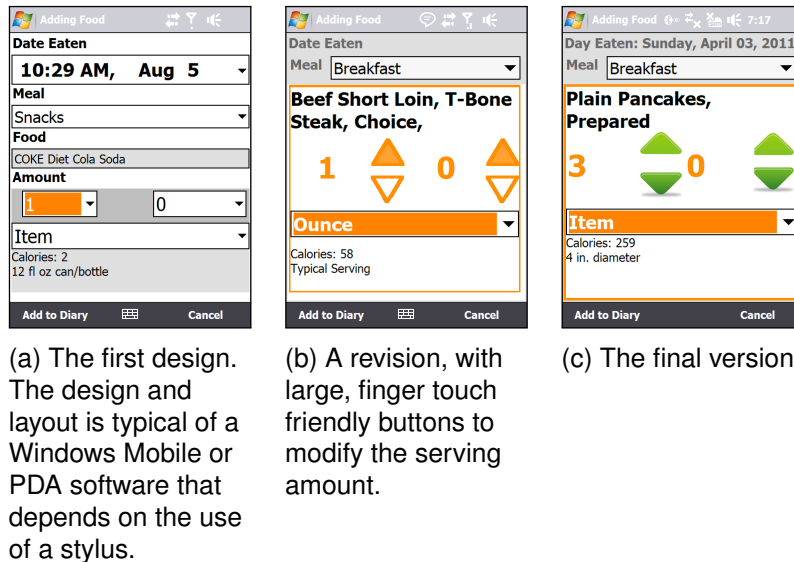 Adding Food
Date Eaten
10:29 AM, Aug 5
Meal
Snacks
Food
COKE Diet Cola Soda
Amount
1 0
Item
Calories: 2
12 fl oz can/bottle
Add to Diary Cancel
(a) The first design.
The design and
layout is typical of a
Windows Mobile or
PDA software that
depends on the use
of a stylus.
Adding Food
Date Eaten
Meal Breakfast
Beef Short Loin, T-Bone
Steak, Choice,
1 0
Ounce
Calories: 58
Typical Serving
Add to Diary Cancel
(b) A revision, with
large, finger touch
friendly buttons to
modify the serving
amount.
Adding Food 7:17
Day Eaten: Sunday, April 03, 2011
Meal Breakfast
Plain Pancakes,
Prepared
3 0
Item
Calories: 259
4 in. diameter
Add to Diary Cancel
(c) The final version